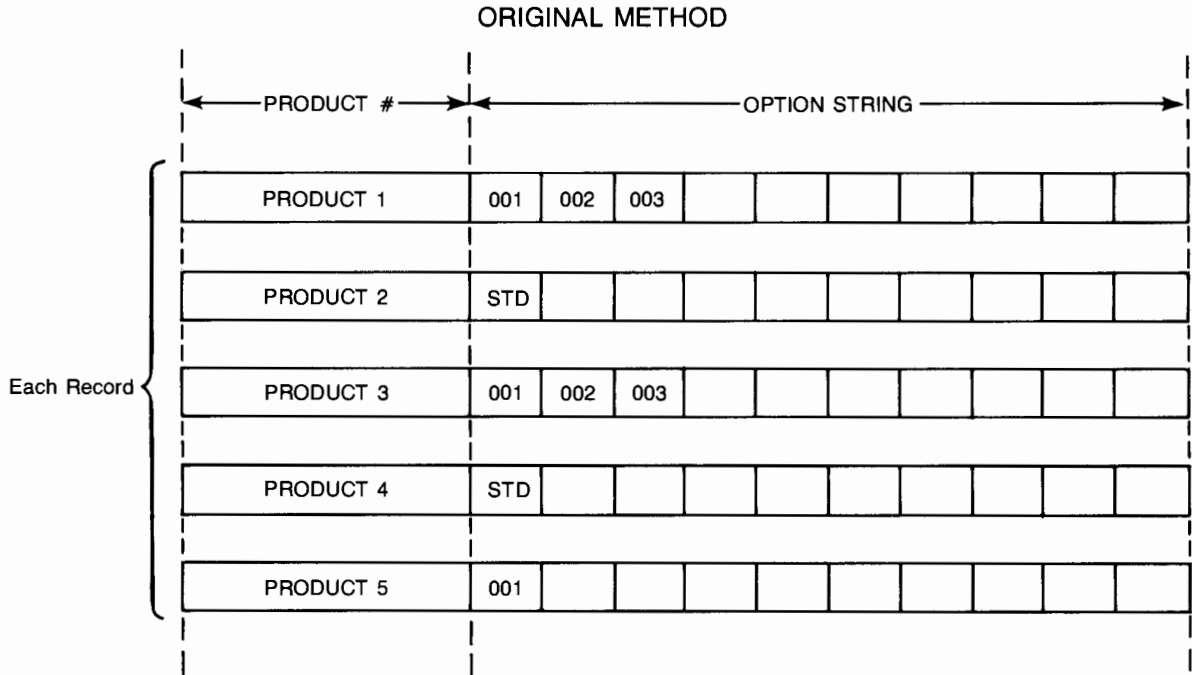 ORIGINAL METHOD
PRODUCT # OPTION STRING
PRODUCT 1 001 002 003
PRODUCT 2 STD
Each Record PRODUCT 3 001 002 003
PRODUCT 4 STD
PRODUCT 5 001